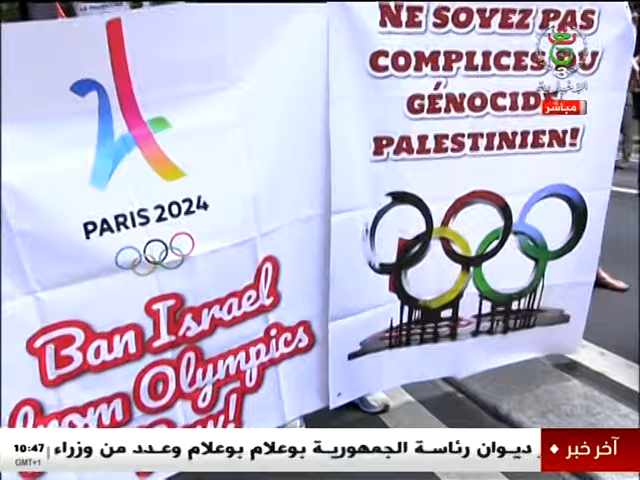 PARIS 2024
Ban Israel
from Olympics
NE SOYEZ PAS
COMPLICES DU
GÉNOCIDE
PALESTINIEN!
الإخبارية
مباشر
آخر خبر
ديوان رئاسة الجمهورية بوعلام بوعلام وعدد من وزراء
10:47
GMT+1